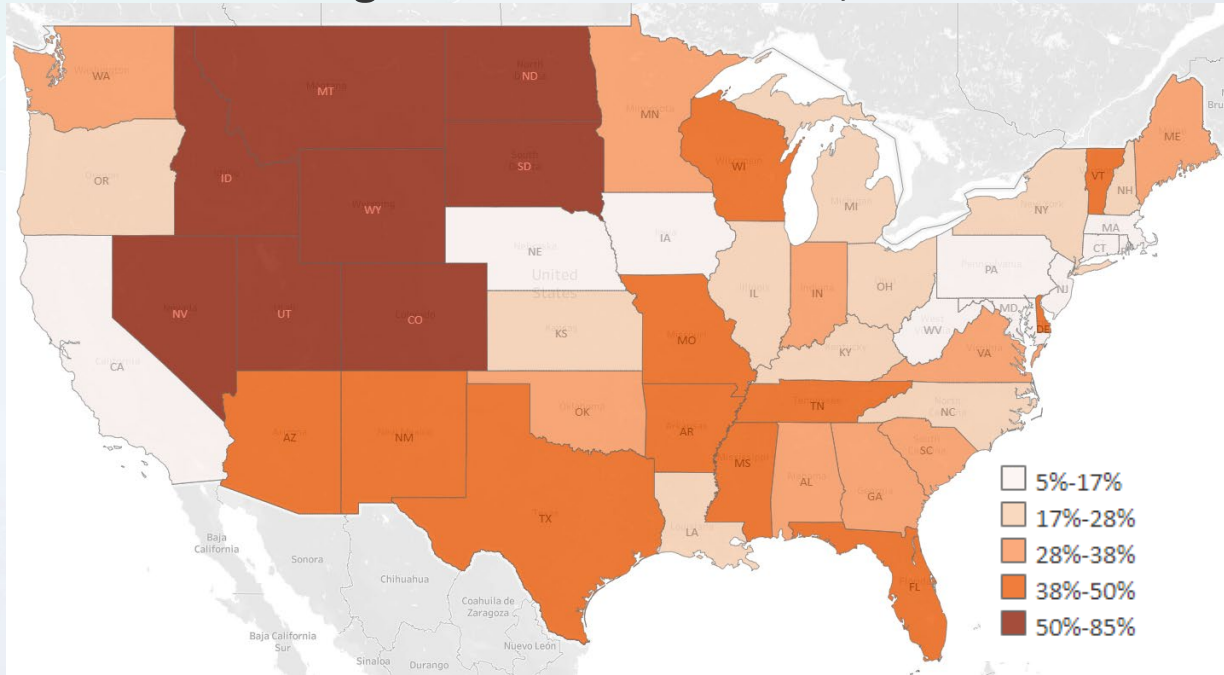 WA
MT
ND
MN
ME
OR
ID
SD
WI
VT
NH
WY
MI
NY
MA
CT
RI
IA
NE
United
States
PA
NJ
NV
UT
CO
IL
IN
OH
MD
DE
WV
CA
KS
MO
KY
VA
OK
TN
NC
AZ
NM
AR
SC
MS
AL
GA
TX
LA
FL
5%-17%
17%-28%
28%-38%
38%-50%
50%-85%
Baja
California
Sonora
Chihuahua
Coahuila de
Zaragoza
Baja California
Sur
Nuevo León
Sinaloa
Durango